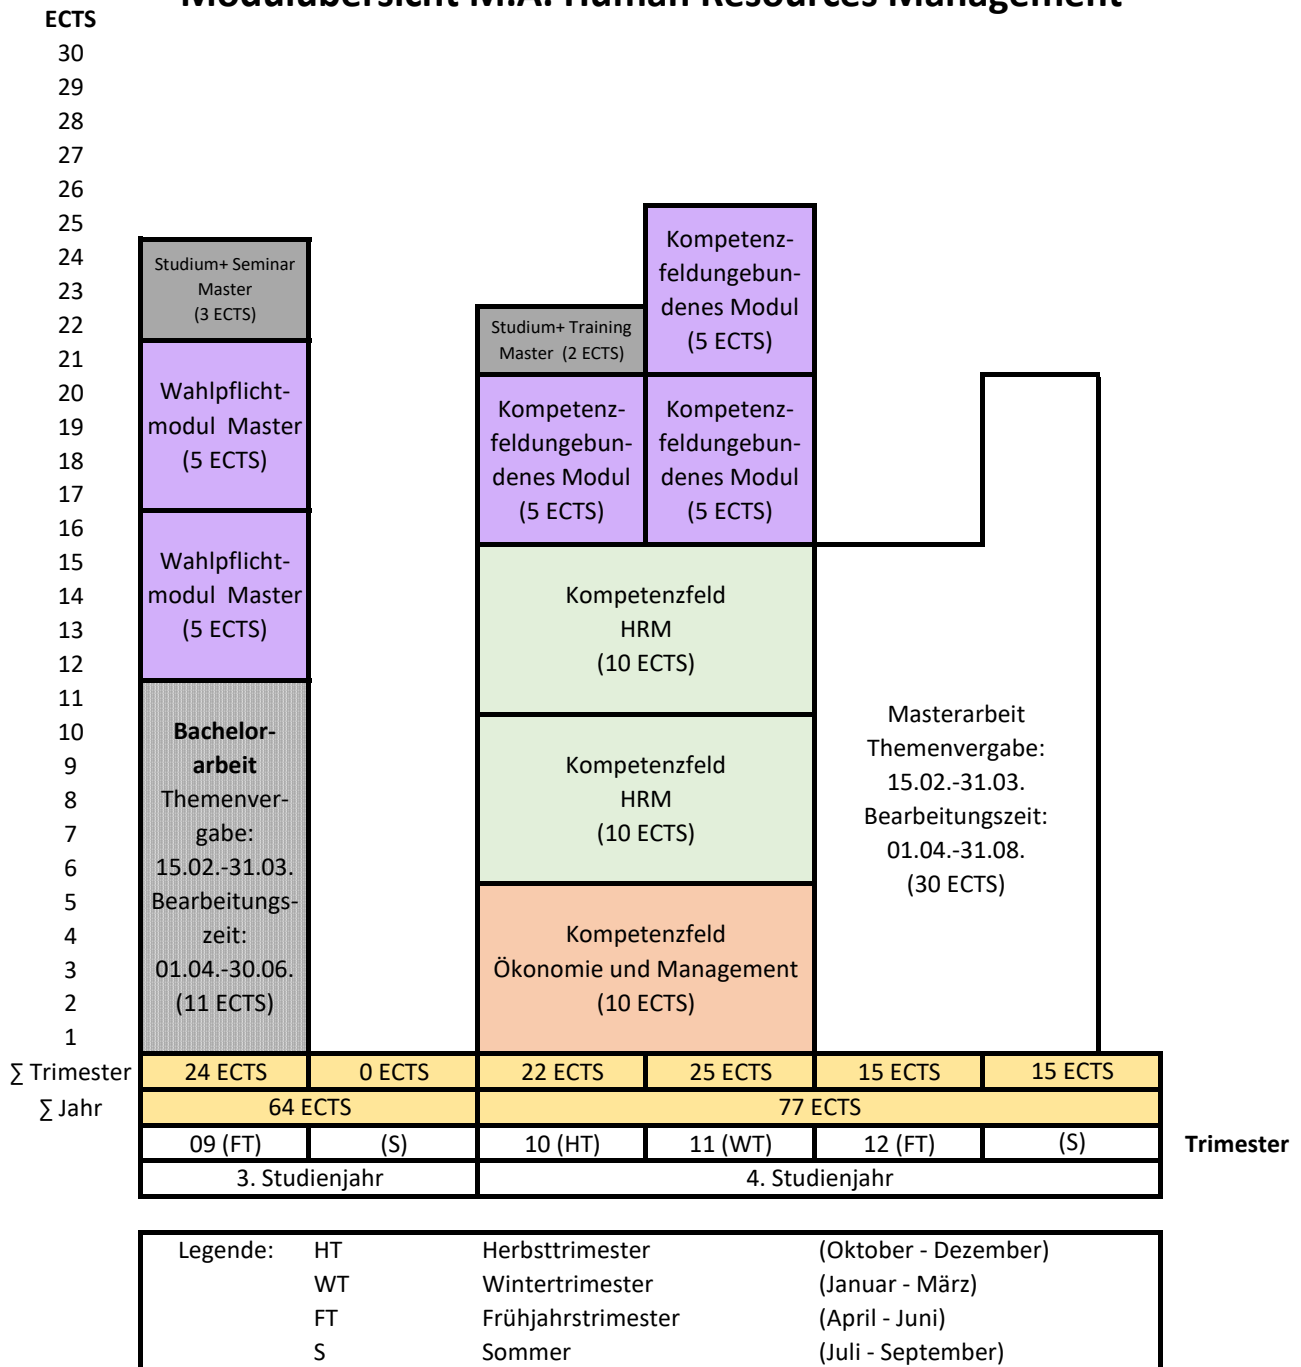 Modulübersicht M.A. Human Resources Management
ECTS
30
29
28
27
26
25
24
23
22
21
20
19
18
17
16
15
14
13
12
11
10
9
8
7
6
5
4
3
2
1
Studium+ Seminar
Master
(3 ECTS)
Wahlpflicht-
modul Master
(5 ECTS)
Wahlpflicht-
modul Master
(5 ECTS)
Bachelor-
arbeit
Themenver-
gabe:
15.02.-31.03.
Bearbeitungs-
zeit:
01.04.-30.06.
(11 ECTS)
Studium+ Training
Master (2 ECTS)
Kompetenz-
feldungebun-
denes Modul
(5 ECTS)
Kompetenz-
feldungebun-
denes Modul
(5 ECTS)
Kompetenz-
feldungebun-
denes Modul
(5 ECTS)
Kompetenzfeld
HRM
(10 ECTS)
Kompetenzfeld
HRM
(10 ECTS)
Kompetenzfeld
Ökonomie und Management
(10 ECTS)
Masterarbeit
Themenvergabe:
15.02.-31.03.
Bearbeitungszeit:
01.04.-31.08.
(30 ECTS)
∑ Trimester 24 ECTS 0 ECTS 22 ECTS 25 ECTS 15 ECTS 15 ECTS
∑ Jahr 64 ECTS 77 ECTS
09 (FT) (S) 10 (HT) 11 (WT) 12 (FT) (S) Trimester
3. Studienjahr 4. Studienjahr
Legende: HT Herbsttrimester (Oktober - Dezember)
WT Wintertrimester (Januar - März)
FT Frühjahrstrimester (April - Juni)
S Sommer (Juli - September)